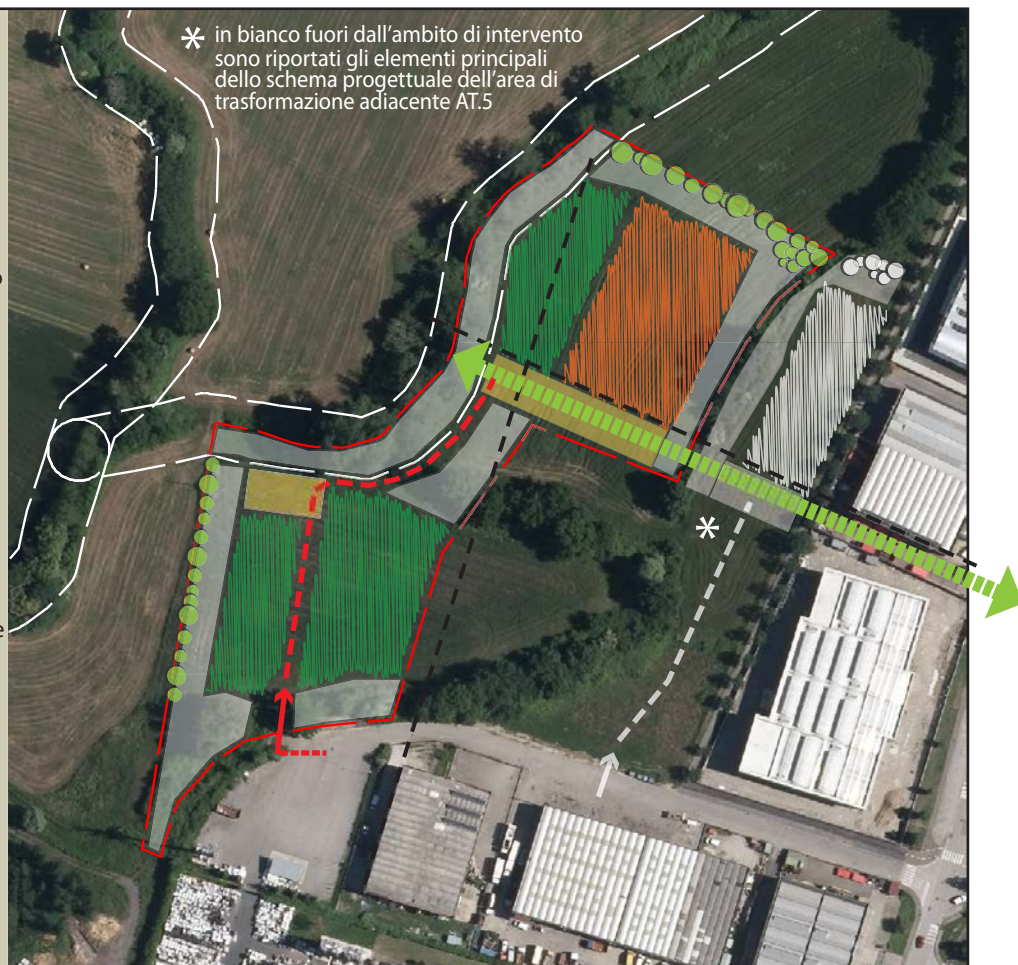 * in bianco fuori dall'ambito di intervento
sono riportati gli elementi principali
dello schema progettuale dell'area di
trasformazione adiacente AT.5
*